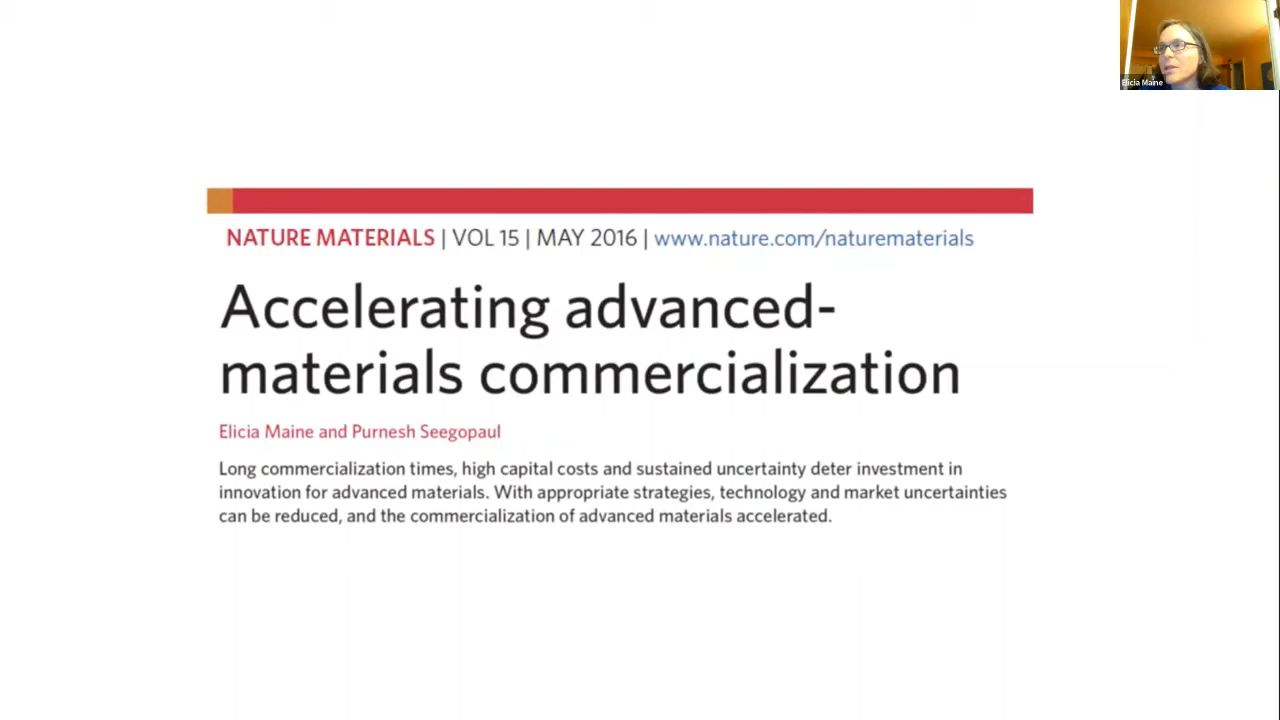 Elicia Maine
NATURE MATERIALS | VOL 15 | MAY 2016 | www.nature.com/naturematerials
Accelerating advanced-
materials commercialization
Elicia Maine and Purnesh Seegopaul
Long commercialization times, high capital costs and sustained uncertainty deter investment in
innovation for advanced materials. With appropriate strategies, technology and market uncertainties
can be reduced, and the commercialization of advanced materials accelerated.